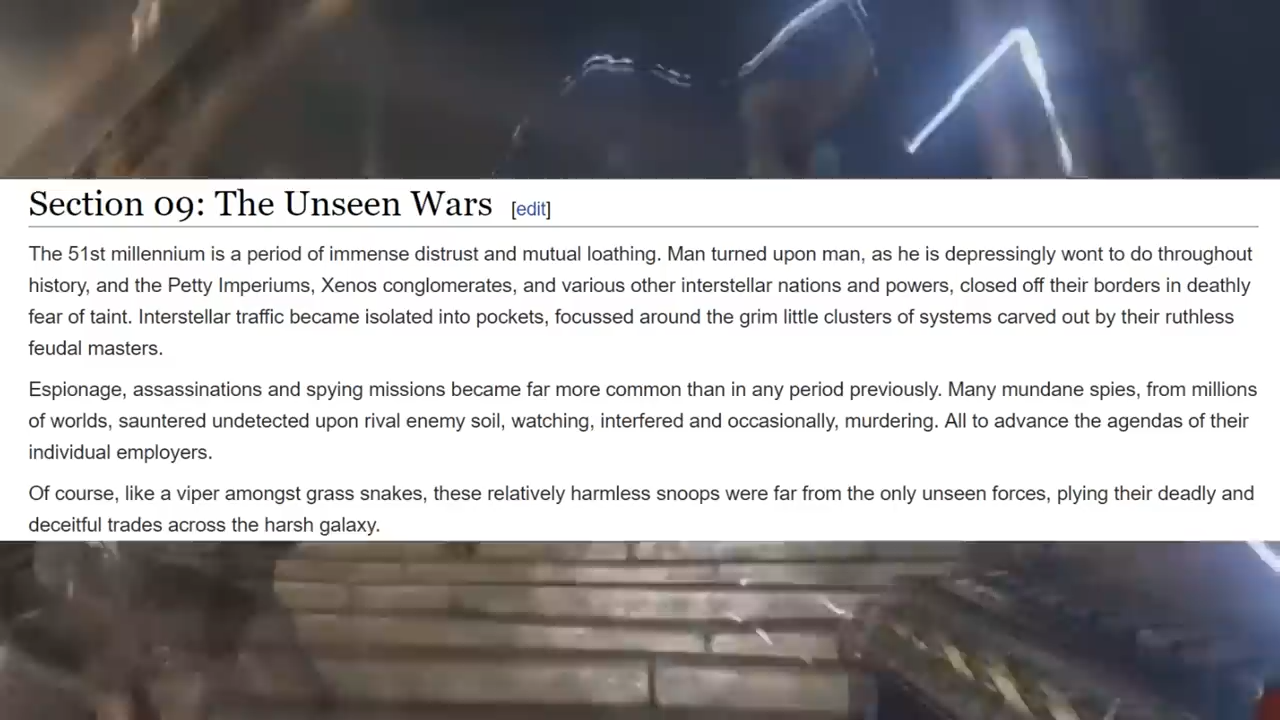 Section 09: The Unseen Wars [edit]
The 51st millennium is a period of immense distrust and mutual loathing. Man turned upon man, as he is depressingly wont to do throughout
history, and the Petty Imperiums, Xenos conglomerates, and various other interstellar nations and powers, closed off their borders in deathly
fear of taint. Interstellar traffic became isolated into pockets, focussed around the grim little clusters of systems carved out by their ruthless
feudal masters.
Espionage, assassinations and spying missions became far more common than in any period previously. Many mundane spies, from millions
of worlds, sauntered undetected upon rival enemy soil, watching, interfered and occasionally, murdering. All to advance the agendas of their
individual employers.
Of course, like a viper amongst grass snakes, these relatively harmless snoops were far from the only unseen forces, plying their deadly and
deceitful trades across the harsh galaxy.